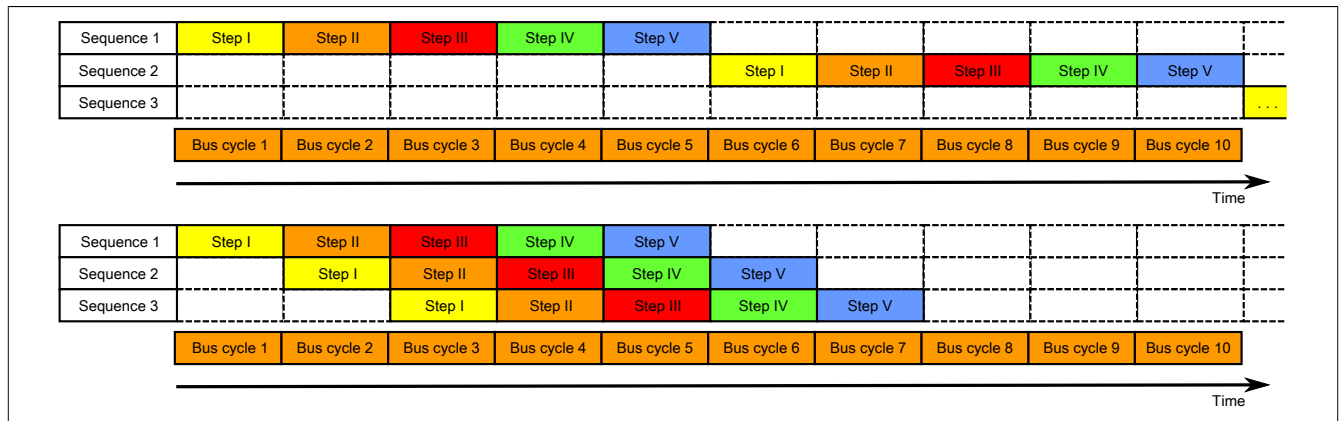 Sequence 1 Step I Step II Step III Step IV Step V
Sequence 2 Step I Step II Step III Step IV Step V
Sequence 3 . . .
Bus cycle 1 Bus cycle 2 Bus cycle 3 Bus cycle 4 Bus cycle 5 Bus cycle 6 Bus cycle 7 Bus cycle 8 Bus cycle 9 Bus cycle 10
Time
Sequence 1 Step I Step II Step III Step IV Step V
Sequence 2 Step I Step II Step III Step IV Step V
Sequence 3 Step I Step II Step III Step IV Step V
Bus cycle 1 Bus cycle 2 Bus cycle 3 Bus cycle 4 Bus cycle 5 Bus cycle 6 Bus cycle 7 Bus cycle 8 Bus cycle 9 Bus cycle 10
Time